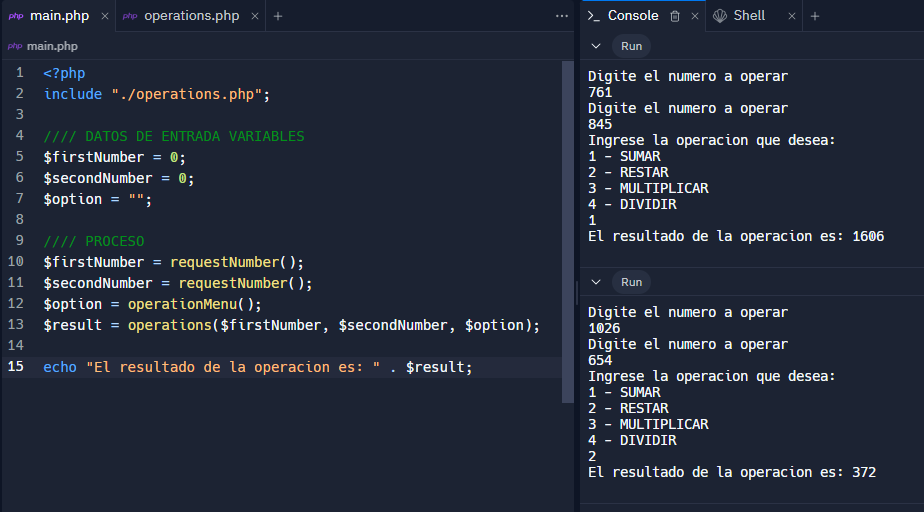 php main.php × php operations.php × +
php main.php
1 <?php
2 include "./operations.php";
3
4 //// DATOS DE ENTRADA VARIABLES
5 $firstNumber = 0;
6 $secondNumber = 0;
7 $option = "";
8
9 //// PROCESO
10 $firstNumber = requestNumber();
11 $secondNumber = requestNumber();
12 $option = operationMenu();
13 $result = operations($firstNumber, $secondNumber, $option);
14
15 echo "El resultado de la operacion es: " . $result;
Console × Shell × +
Run
Digite el numero a operar
761
Digite el numero a operar
845
Ingrese la operacion que desea:
1 - SUMAR
2 - RESTAR
3 - MULTIPLICAR
4 - DIVIDIR
1
El resultado de la operacion es: 1606
Run
Digite el numero a operar
1026
Digite el numero a operar
654
Ingrese la operacion que desea:
1 - SUMAR
2 - RESTAR
3 - MULTIPLICAR
4 - DIVIDIR
2
El resultado de la operacion es: 372